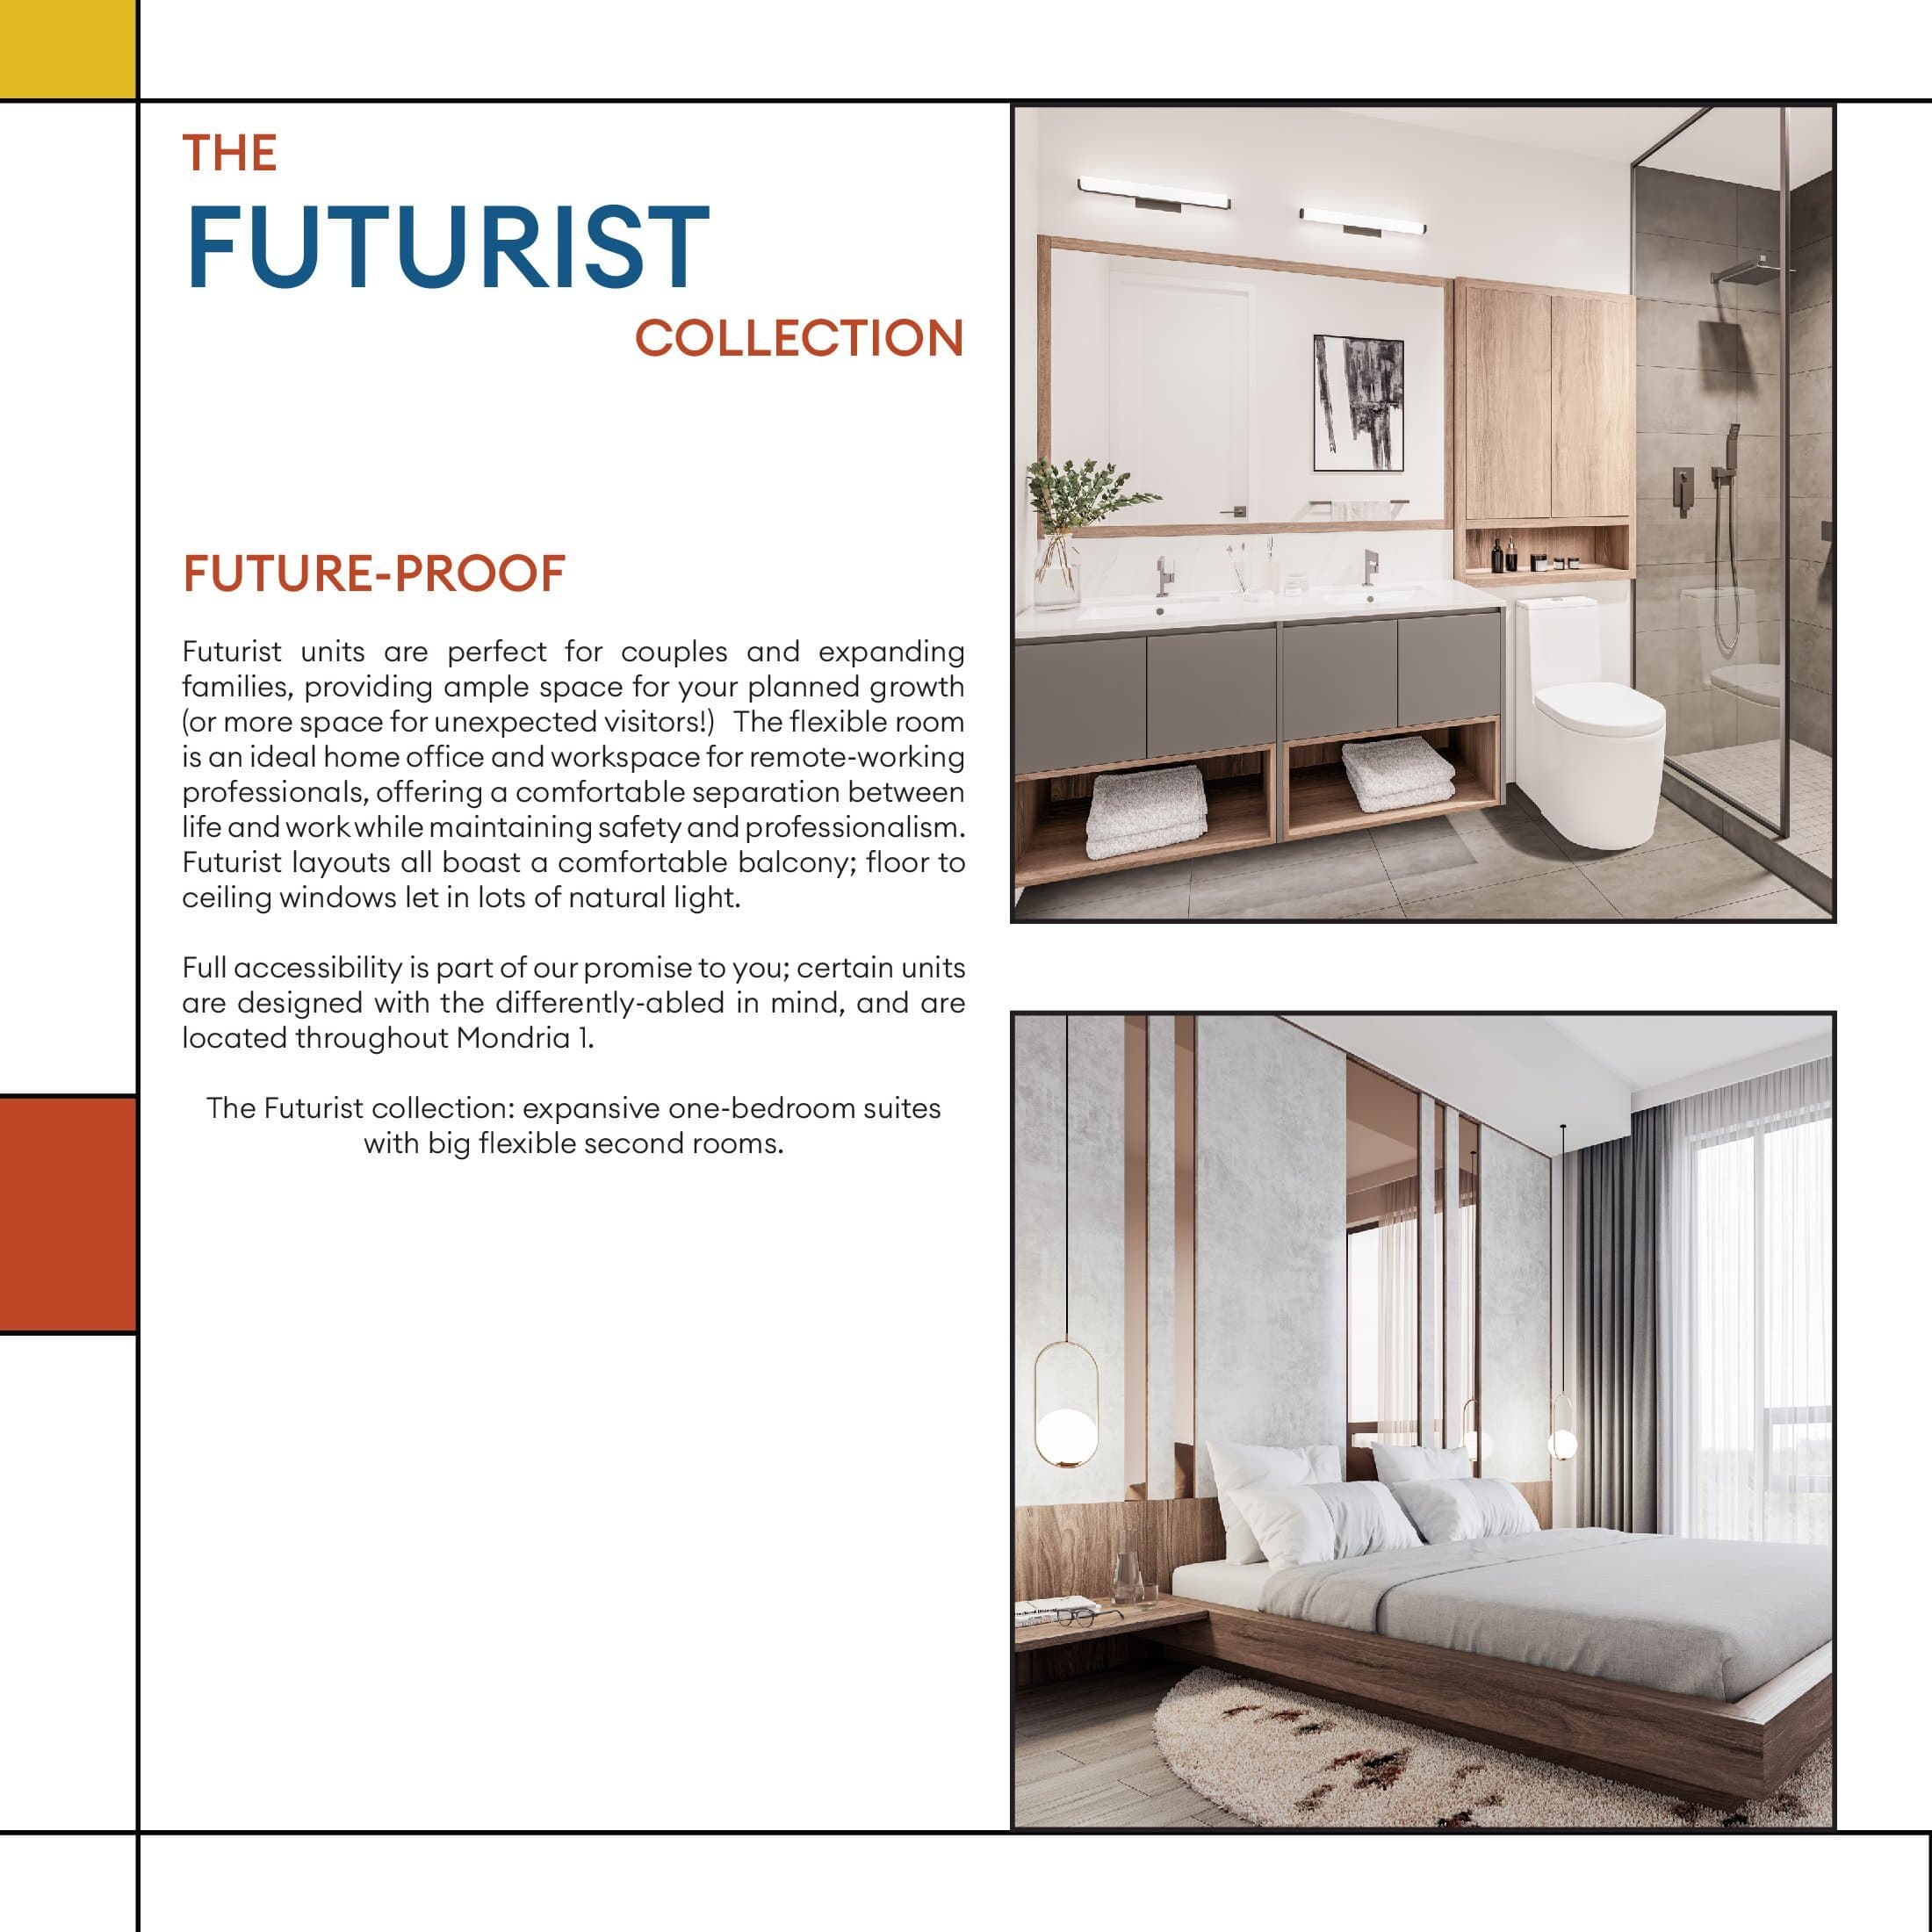 THE
FUTURIST
COLLECTION
FUTURE-PROOF
Futurist units are perfect for couples and expanding
families, providing ample space for your planned growth
(or more space for unexpected visitors!)  The flexible room
is an ideal home office and workspace for remote-working
professionals, offering a comfortable separation between
life and work while maintaining safety and professionalism.
Futurist layouts all boast a comfortable balcony; floor to
ceiling windows let in lots of natural light.
Full accessibility is part of our promise to you; certain units
are designed with the differently-abled in mind, and are
located throughout Mondria 1.
The Futurist collection: expansive one-bedroom suites
with big flexible second rooms.